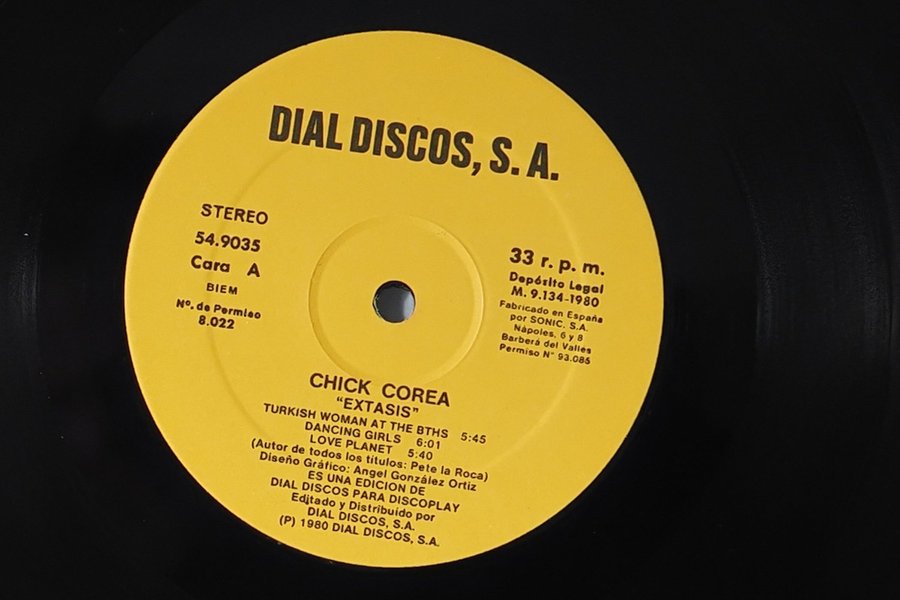 DIAL DISCOS, S. A.
STEREO
54.9035
Cara A
BIEM
Nº. de Permiso
8.022
33 r. p. m.
Depósito Legal
M. 9.134-1980
Fabricado en España
por SONIC, S.A.
Nápoles, 6 y 8
Barberá del Valles
Permiso Nº 93.085
CHICK COREA
"EXTASIS"
TURKISH WOMAN AT THE BTHS 5:45
DANCING GIRLS 6:01
LOVE PLANET 5:40
(Autor de todos los títulos: Pete la Roca)
Diseño Gráfico: Angel González Ortiz
ES UNA EDICION DE
DIAL DISCOS PARA DISCOPLAY
Editado y Distribuido por
DIAL DISCOS, S.A.
(P) 1980 DIAL DISCOS, S.A.